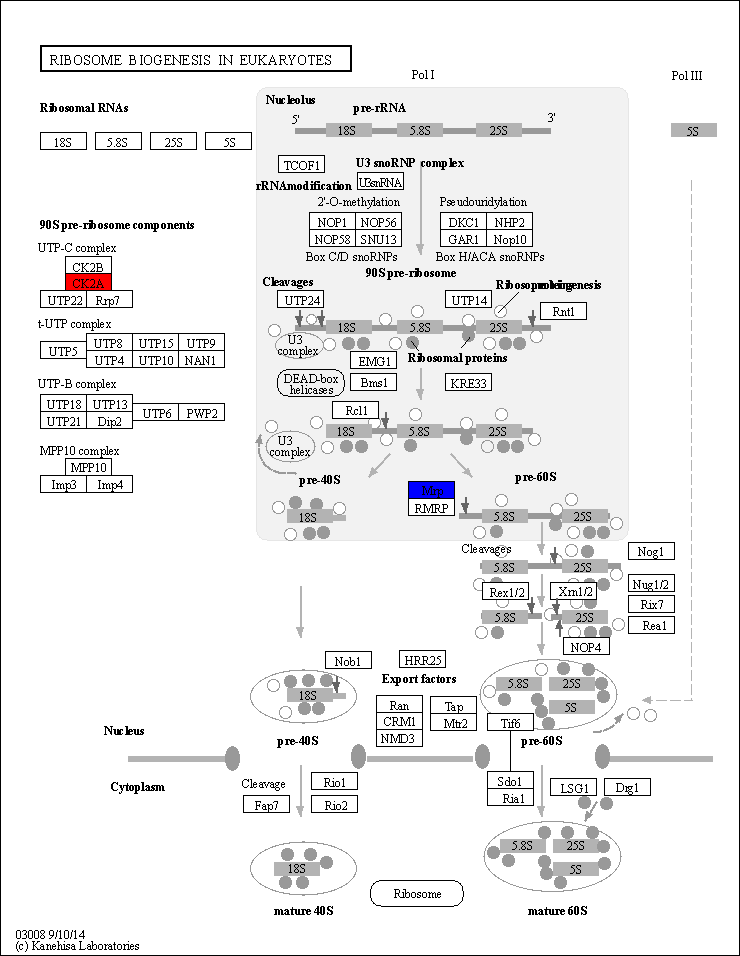 RIBOSOME BIOGENESIS IN EUKARYOTES
Pol I
Pol III
Ribosomal RNAs
Nucleolus
pre-rRNA
5'
3'
18S
5.8S
25S
5S
18S
5.8S
25S
5S
TCOF1
U3 snoRNP complex
U3snRNA
rRNA modification
2'-O-methylation
Pseudouridylation
NOP1
NOP56
NOP58
SNU13
DKC1
NHP2
GAR1
Nop10
Box C/D snoRNPs
Box H/ACA snoRNPs
90S pre-ribosome components
UTP-C complex
CK2B
CK2A
UTP22
Rrp7
t-UTP complex
UTP5
UTP8
UTP15
UTP9
UTP4
UTP10
NAN1
UTP-B complex
UTP18
UTP13
UTP21
Dip2
UTP6
PWP2
MPP10 complex
MPP10
Imp3
Imp4
90S pre-ribosome
Cleavages
UTP24
UTP14
Rnt1
18S
5.8S
25S
U3
complex
Ribosomal proteins
EMG1
Bms1
KRE33
DEAD-box
helicases
Rcl1
18S
5.8S
25S
U3
complex
pre-40S
pre-60S
Mrp
RMRP
18S
5.8S
25S
Cleavages
5.8S
25S
Nog1
Nug1/2
Rix7
Rea1
Rex1/2
Xrn1/2
5.8S
25S
NOP4
Nob1
HRR25
Export factors
18S
Ran
CRM1
NMD3
Tap
Mtr2
5.8S
25S
5S
Tif6
pre-40S
pre-60S
Nucleus
Cytoplasm
Cleavage
Fap7
Rio1
Rio2
Sdo1
Ria1
LSG1
Drg1
18S
5.8S
25S
5S
Ribosome
mature 40S
mature 60S
03008 9/10/14
(c) Kanehisa Laboratories